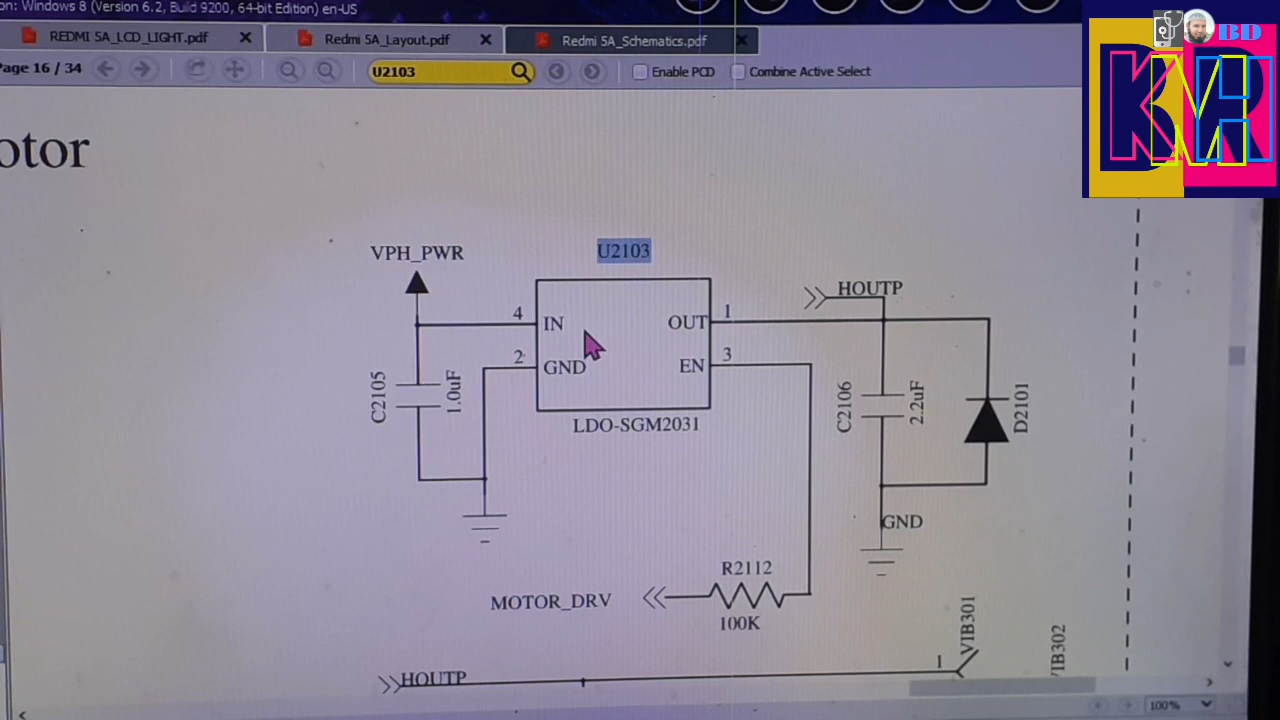 on: Windows 8 (Version 6.2, Build 9200, 64-bit Edition) en-US
REDMI 5A_LCD_LIGHT.pdf
Redmi 5A_Layout.pdf
Redmi 5A_Schematics.pdf
Page 16 / 34
U2103
Enable PCD
Combine Active Select
BD
KMR
otor
VPH_PWR
U2103
HOUTP
4
IN
OUT
1
2
GND
EN
3
C2105
1.0uF
LDO-SGM2031
C2106
2.2uF
D2101
GND
R2112
MOTOR_DRV
100K
VIB301
VIB302
1
HOUTP
100%